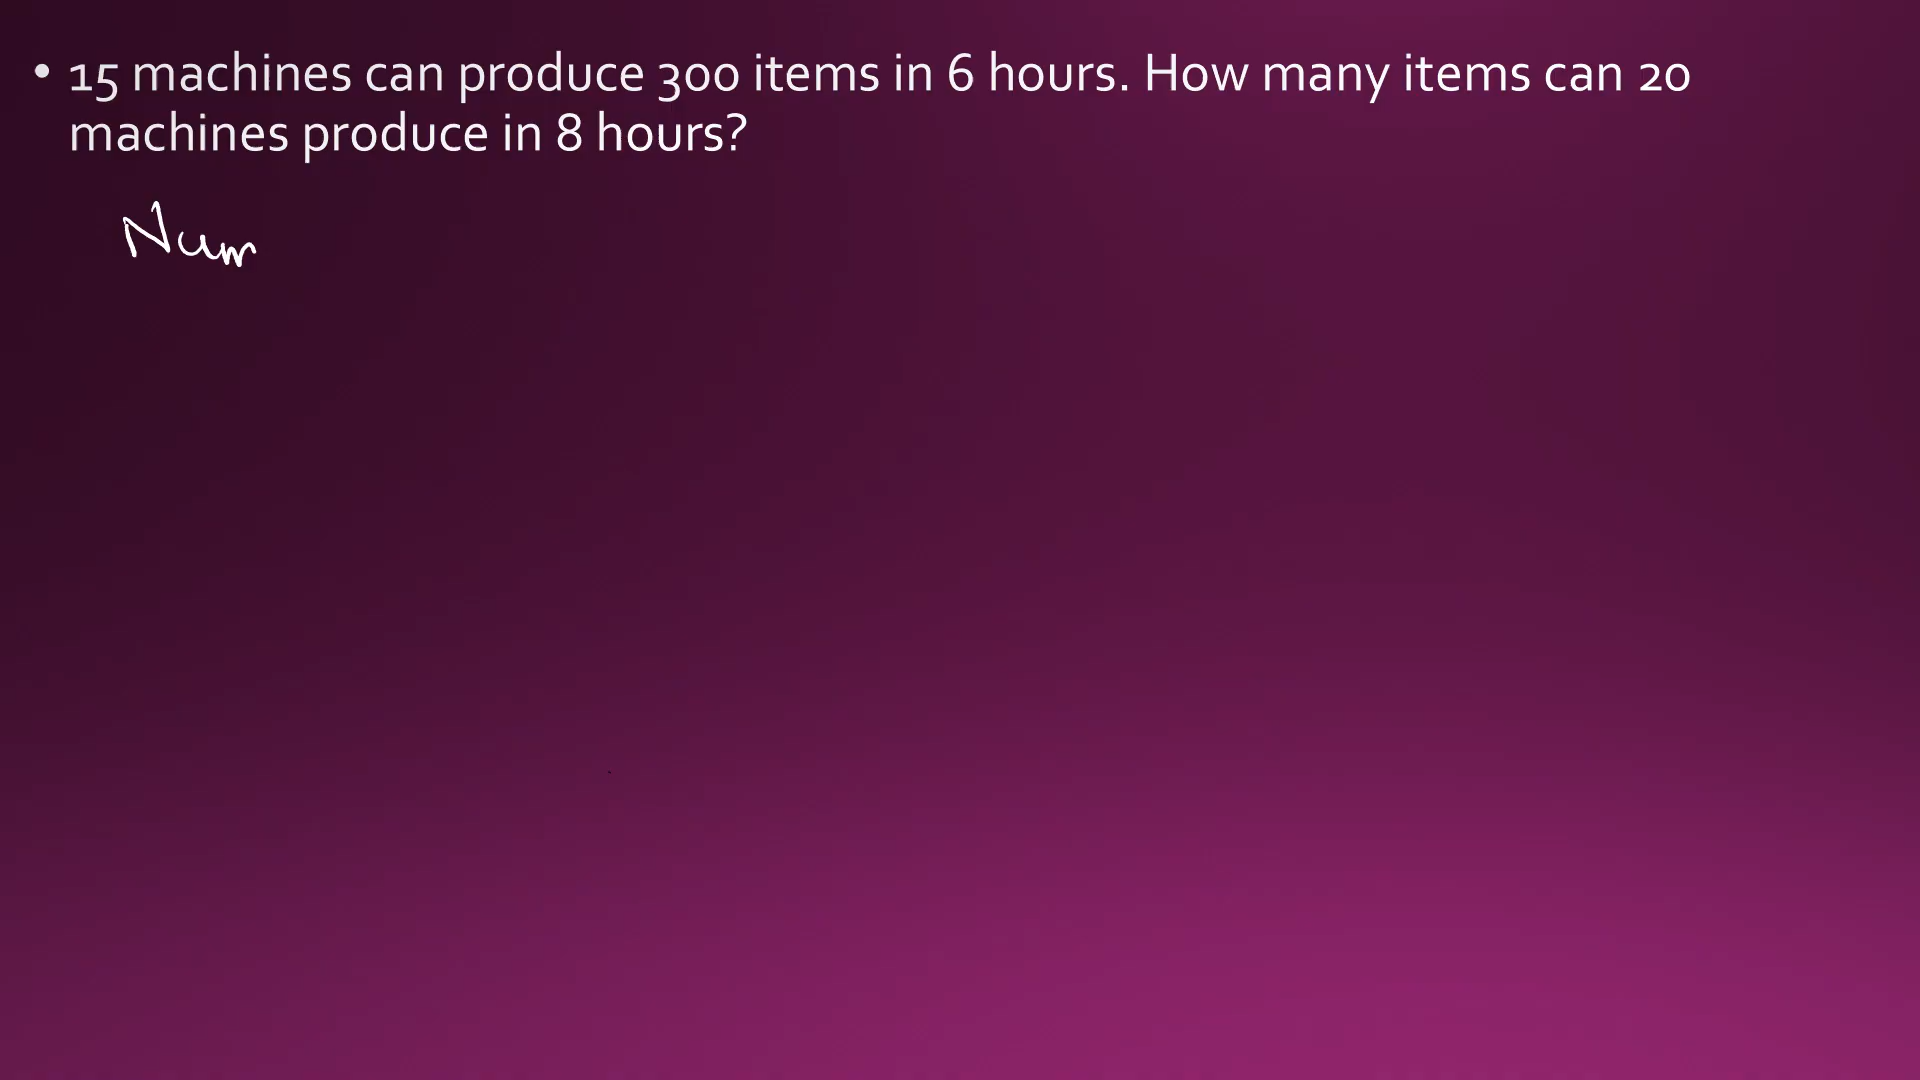 • 15 machines can produce 300 items in 6 hours. How many items can 20
machines produce in 8 hours?
Num